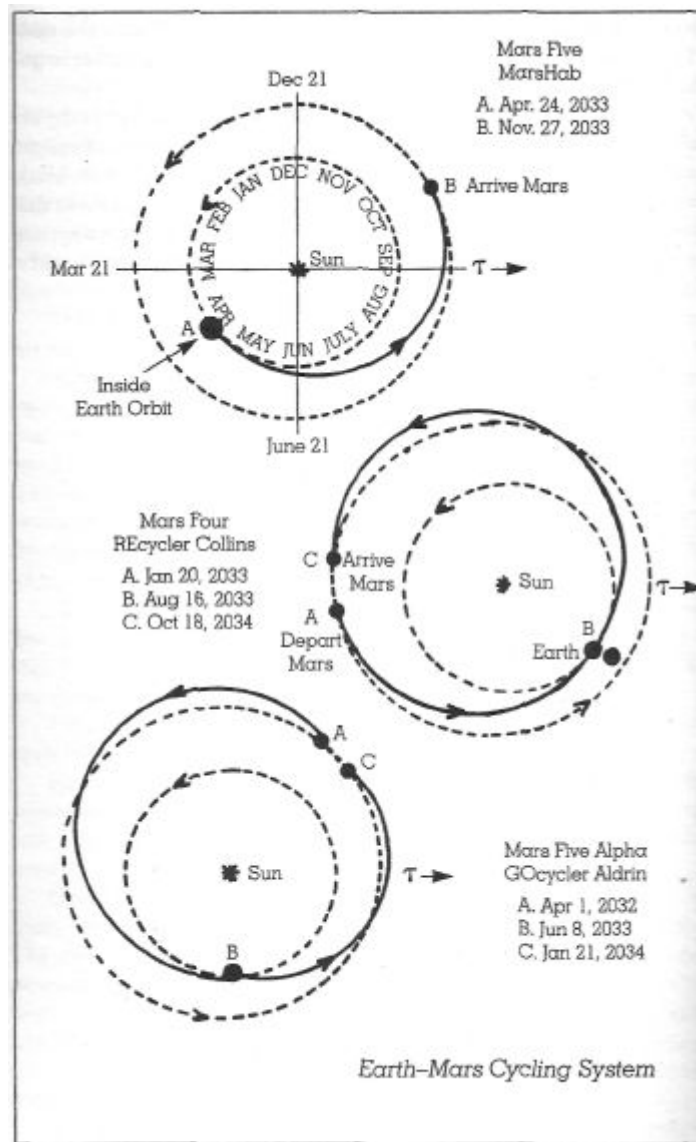 Mars Five
MarsHab
A. Apr. 24, 2033
B. Nov. 27, 2033
Dec 21
B Arrive Mars
JAN DEC NOV
FEB OCT
MAR SEP
Sun
Mar 21
τ
APR AUG
MAY JUN JULY
A
Inside
Earth Orbit
June 21
Mars Four
REcycler Collins
A. Jan 20, 2033
B. Aug 16, 2033
C. Oct 18, 2034
C Arrive
Mars
Sun
τ
A
Depart
Mars
B
Earth
A
C
Sun
τ
B
Mars Five Alpha
GOcycler Aldrin
A. Apr 1, 2032
B. Jun 8, 2033
C. Jan 21, 2034
Earth–Mars Cycling System